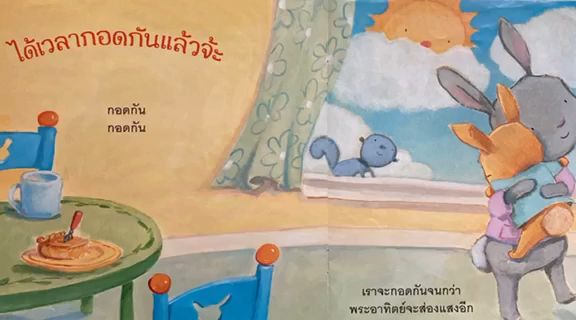 ได้เวลากอดกันแล้วจ้ะ
กอดกัน
กอดกัน
เราจะกอดกันจนกว่า
พระอาทิตย์จะส่องแสงอีก